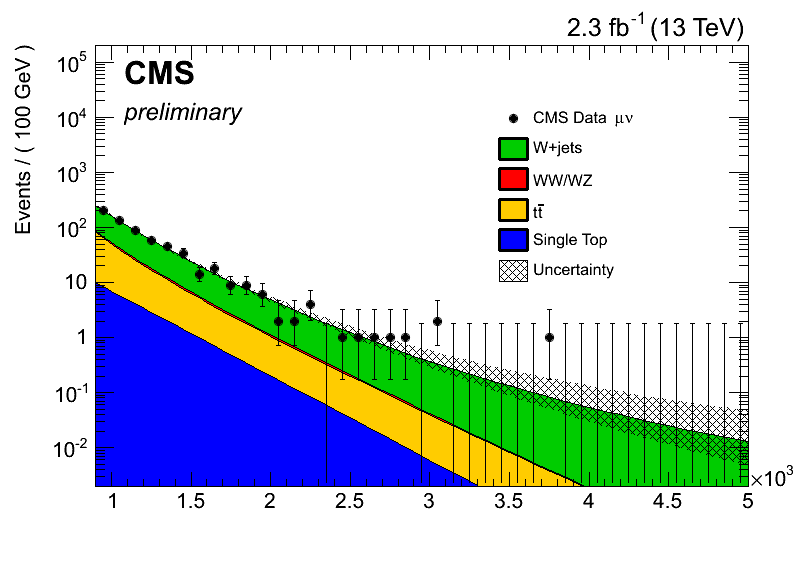 2.3 fb⁻¹ (13 TeV)
CMS
preliminary
Events / ( 100 GeV )
10⁵
10⁴
10³
10²
10
1
10⁻¹
10⁻²
CMS Data μν
W+jets
WW/WZ
tt̄
Single Top
Uncertainty
1 1.5 2 2.5 3 3.5 4 4.5 5
×10³